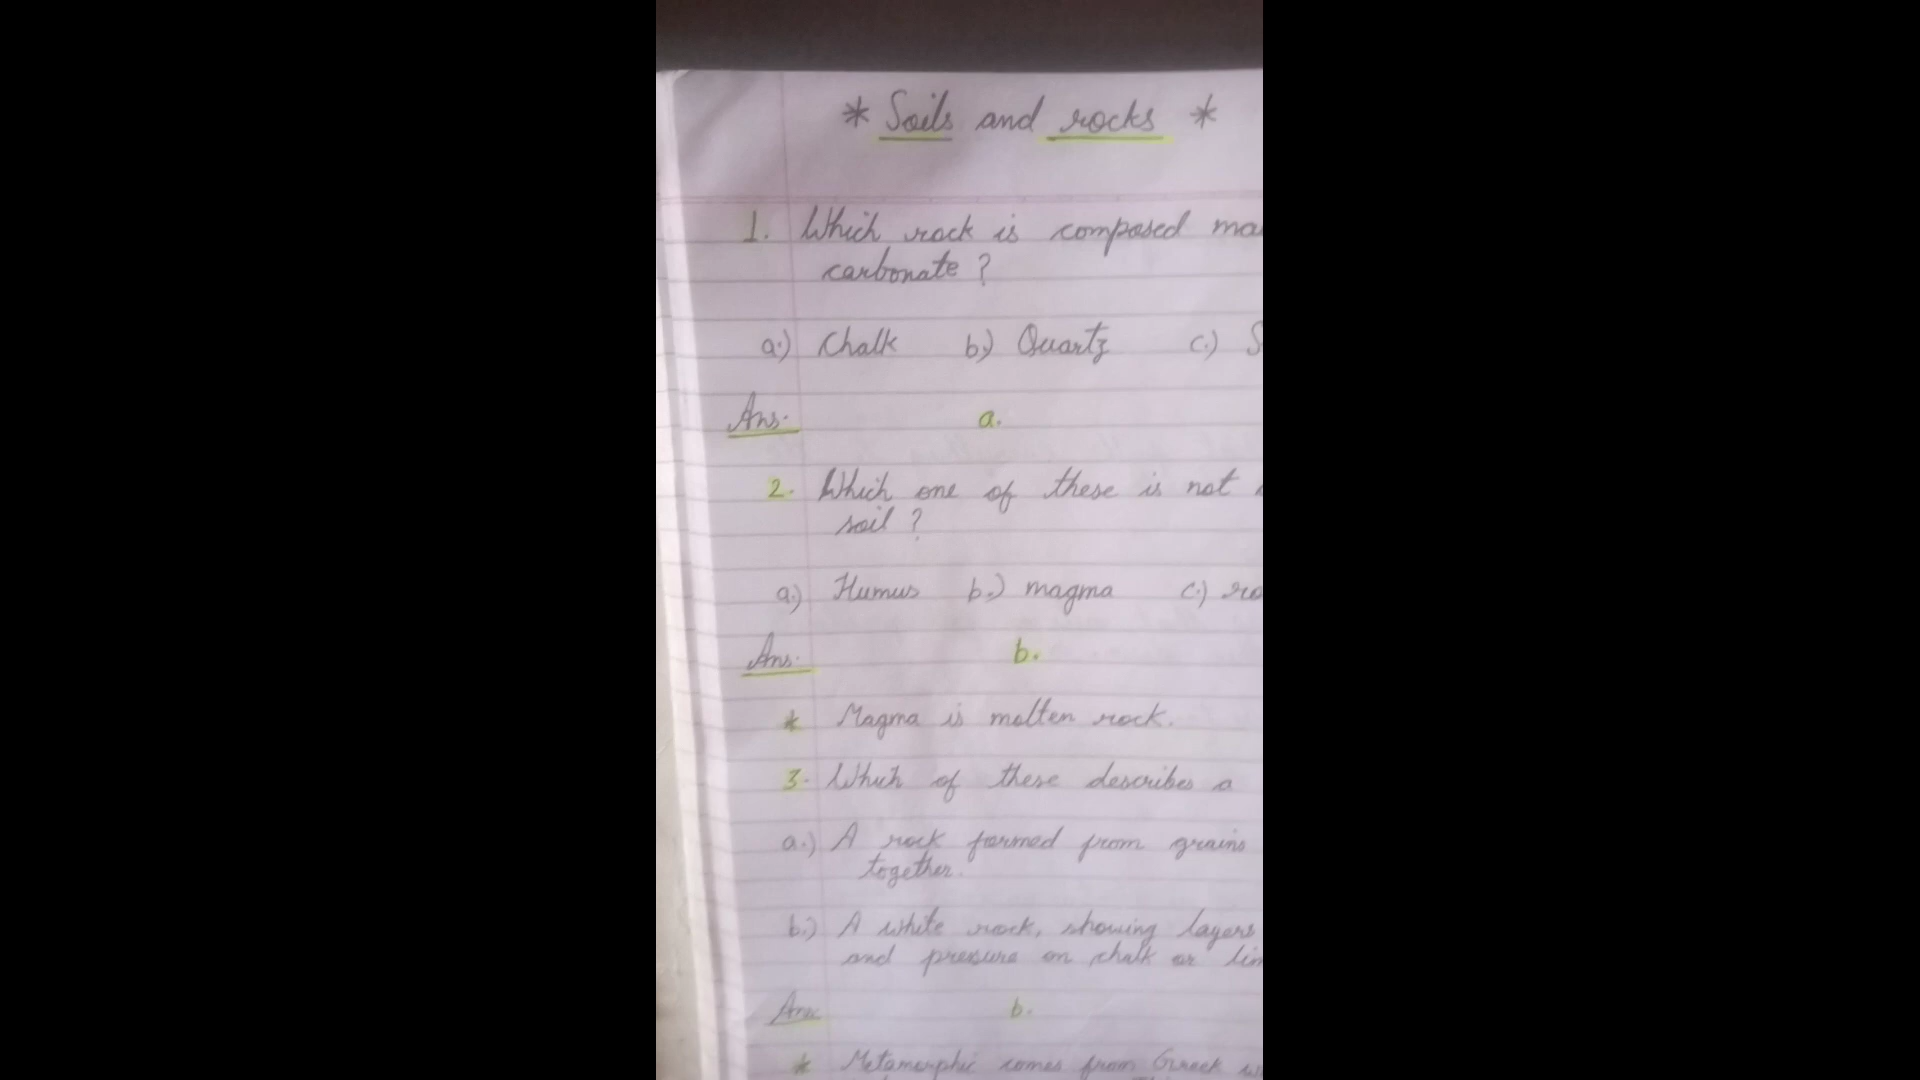 * Soils and rocks *
1. Which rock is composed ma
carbonate ?
a.) Chalk b.) Quartz c.) S
Ans. a.
2. Which one of these is not
soil ?
a.) Humus b.) magma c.) ro
Ans. b.
* Magma is molten rock.
3. Which of these describes a
a.) A rock formed from grains
together.
b.) A white rock, showing layers
and pressure on chalk or lim
Ans. b.
* Metamorphic comes from Greek w